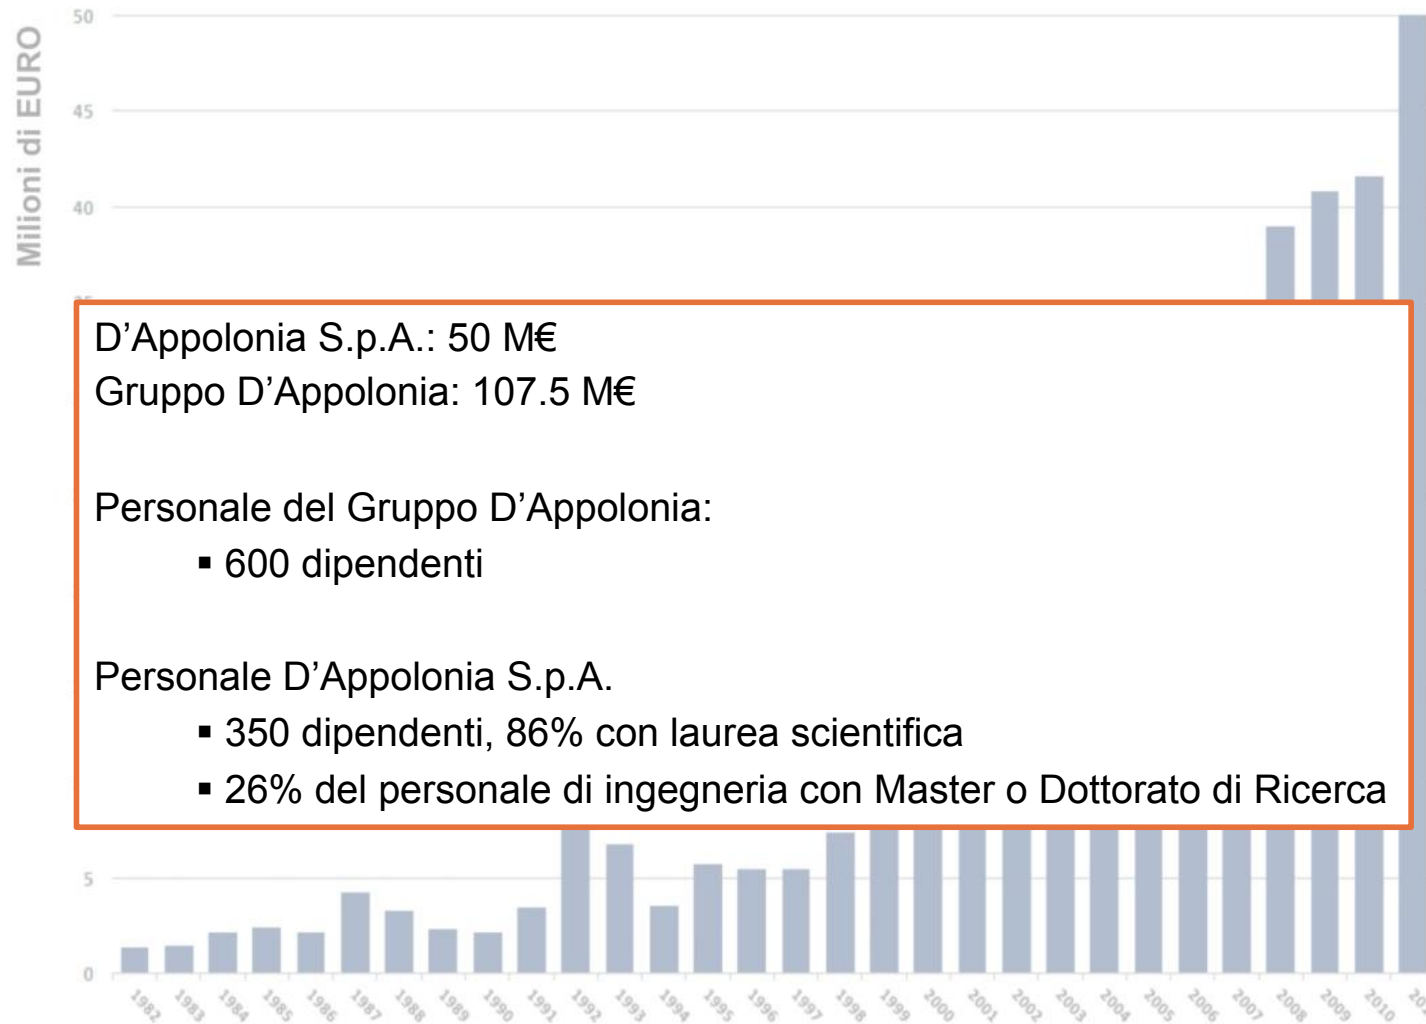 Milioni di EURO
50
45
40
D’Appolonia S.p.A.: 50 M€
Gruppo D’Appolonia: 107.5 M€
Personale del Gruppo D’Appolonia:
▪ 600 dipendenti
Personale D’Appolonia S.p.A.
▪ 350 dipendenti, 86% con laurea scientifica
▪ 26% del personale di ingegneria con Master o Dottorato di Ricerca
5
0
1982 1983 1984 1985 1986 1987 1988 1989 1990 1991 1992 1993 1994 1995 1996 1997 1998 1999 2000 2001 2002 2003 2004 2005 2006 2007 2008 2009 2010